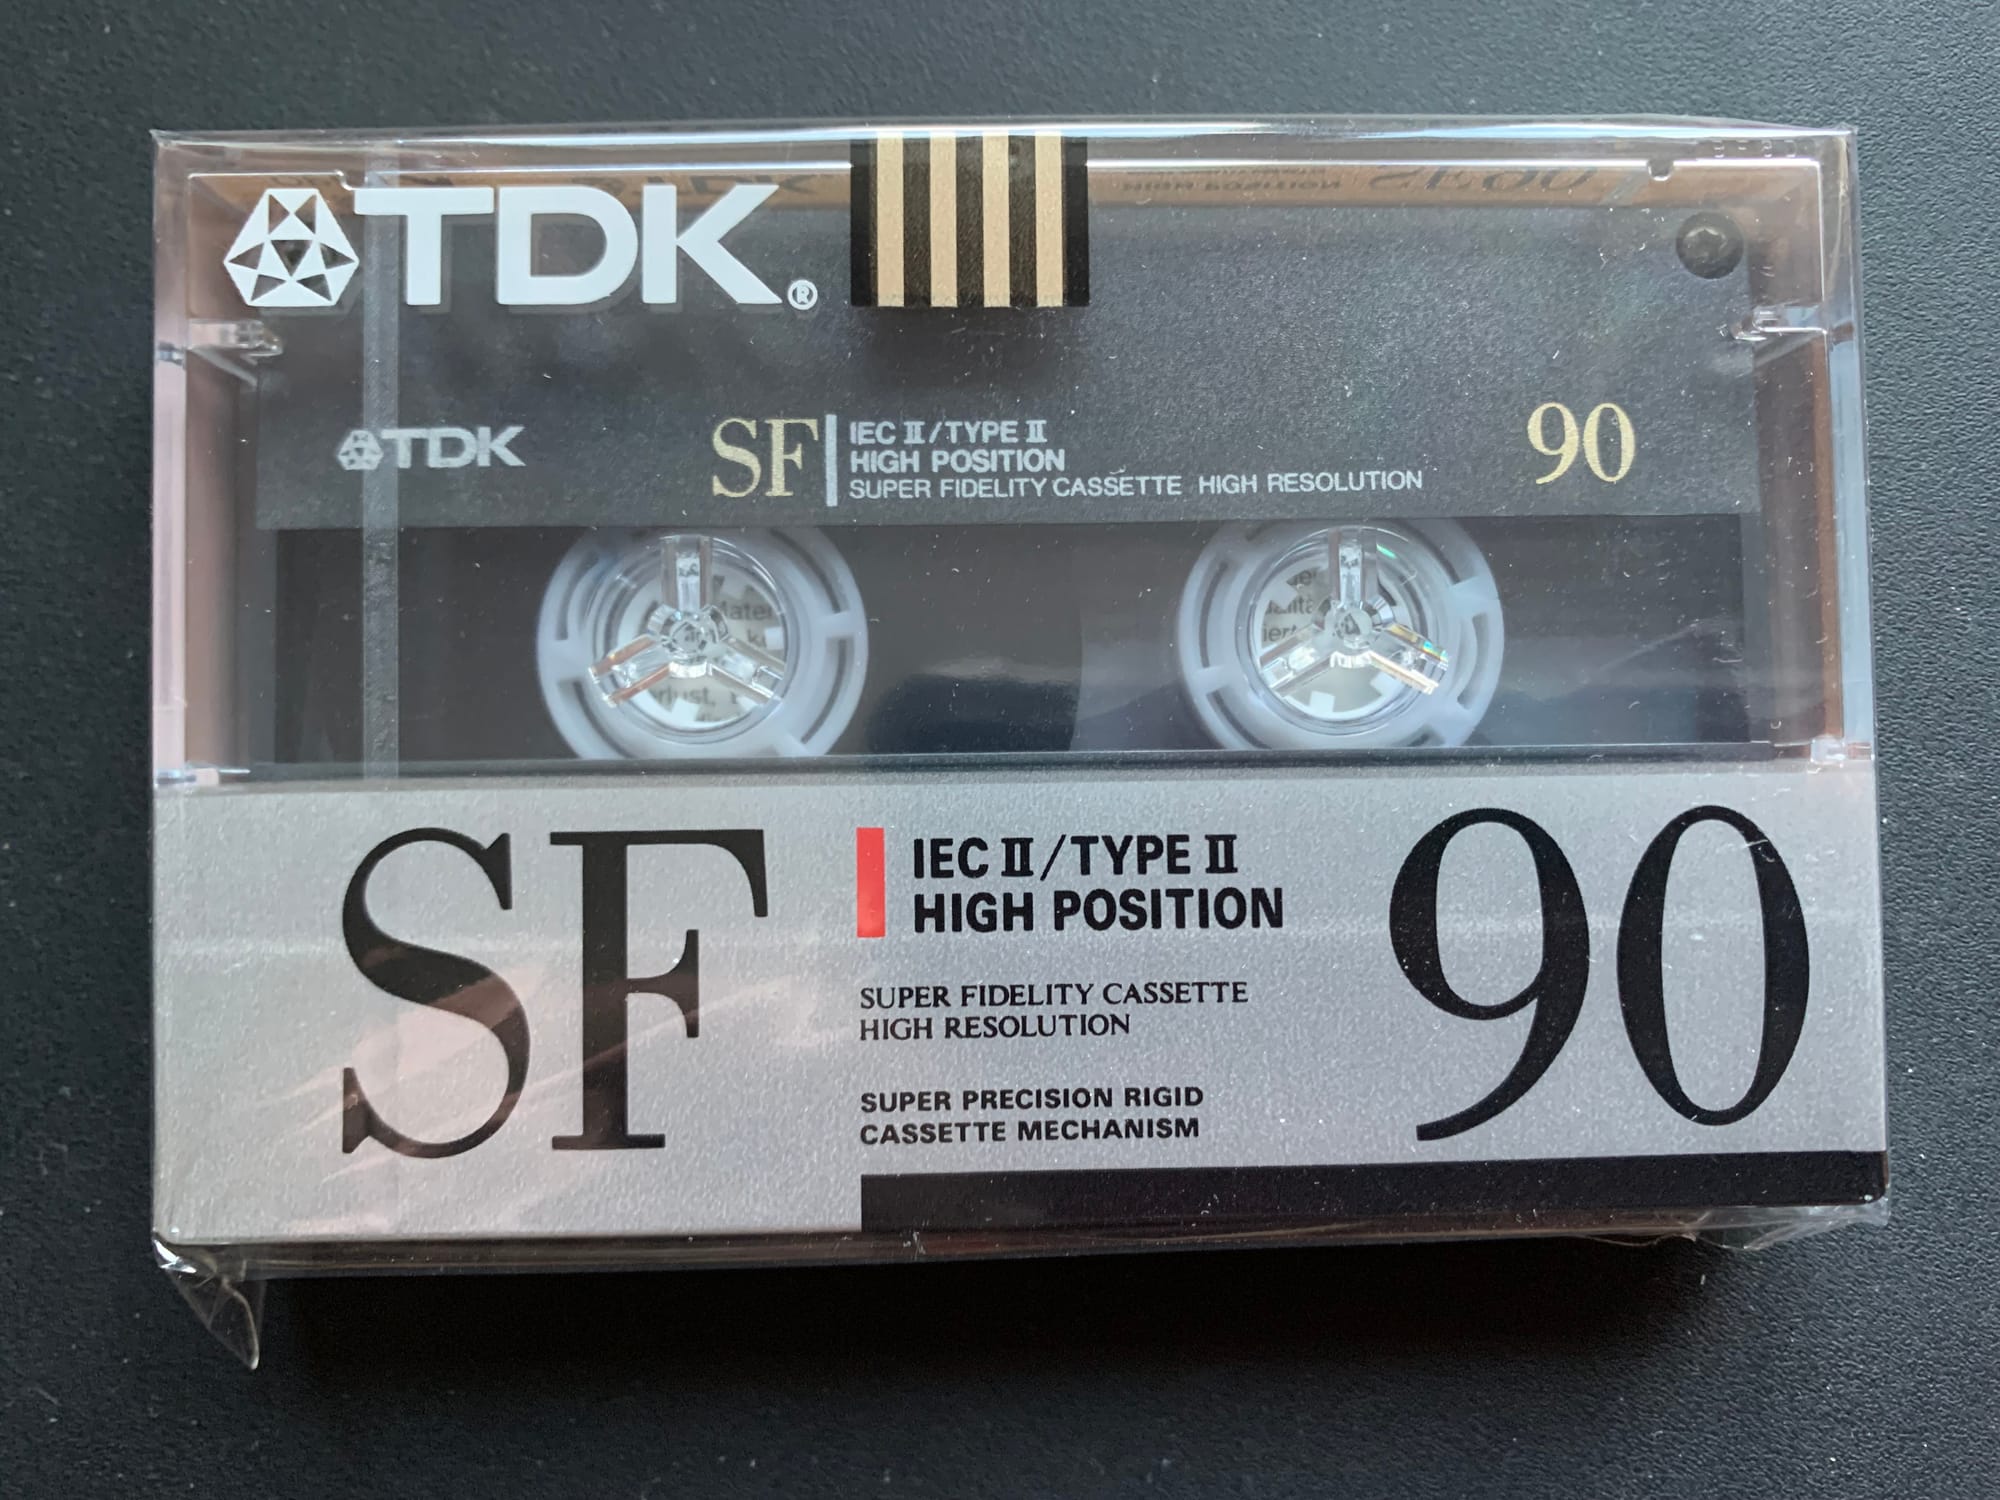 TDK®
TDK
SF
IEC II/TYPE II
HIGH POSITION
SUPER FIDELITY CASSETTE HIGH RESOLUTION
90
SF
IEC II/TYPE II
HIGH POSITION
SUPER FIDELITY CASSETTE
HIGH RESOLUTION
SUPER PRECISION RIGID
CASSETTE MECHANISM
90